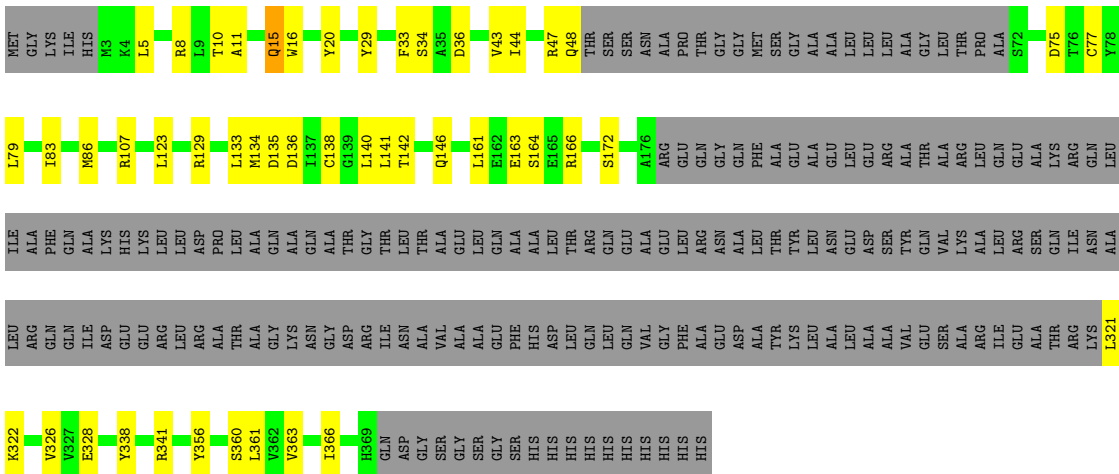 MET GLY LYS ILE HIS M3 K4 L5 R8 L9 T10 A11 Q15 W16 Y20 Y29 F33 S34 A35 D36 V43 I44 R47 Q48 THR SER SER ASN ALA PRO THR GLY GLY MET SER GLY ALA ALA LEU LEU LEU ALA GLY LEU THR PRO ALA S72 D75 T76 C77 Y78
L79 I83 M86 R107 L123 R129 L133 M134 D135 D136 I137 C138 G139 L140 L141 T142 Q146 L161 E162 E163 S164 E165 R166 S172 A176 ARG GLU GLN GLY GLN PHE ALA GLU ALA GLU LEU GLU ARG ALA THR ALA ARG LEU GLN GLU ALA LYS ARG GLN LEU
ILE ALA PHE GLN ALA LYS HIS LYS LEU LEU ASP PRO LEU ALA GLN ALA GLN ALA THR GLY THR LEU THR ALA GLU LEU GLN ALA ALA LEU THR ARG GLN GLU ALA GLU LEU ARG ASN ALA LEU THR TYR LEU ASN GLU ASP SER TYR GLN VAL LYS ALA LEU ARG SER GLN ILE ASN ALA
LEU ARG GLN GLN ILE ASP GLU GLU ARG LEU ARG ALA THR ALA GLY LYS ASN GLY ASP ARG ILE ASN ALA VAL ALA ALA GLU PHE HIS ASP LEU GLN LEU GLN VAL GLY PHE ALA GLU ASP ALA TYR LYS LEU ALA LEU ALA ALA VAL GLU SER ALA ARG ILE GLU ALA THR ARG LYS L321
K322 V326 V327 E328 Y338 R341 Y356 S360 L361 V362 V363 I366 H369 GLN ASP GLY SER GLY SER GLY SER HIS HIS HIS HIS HIS HIS HIS HIS HIS HIS